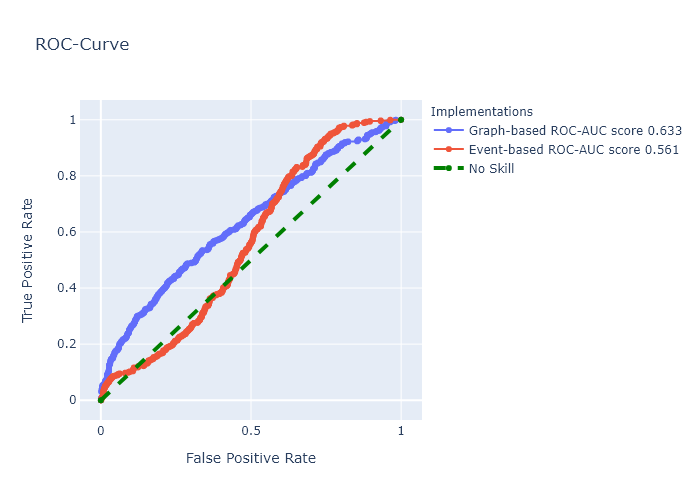 ROC-Curve
Implementations
Graph-based ROC-AUC score 0.633
Event-based ROC-AUC score 0.561
No Skill
True Positive Rate
1
0.8
0.6
0.4
0.2
0
0
0.5
1
False Positive Rate